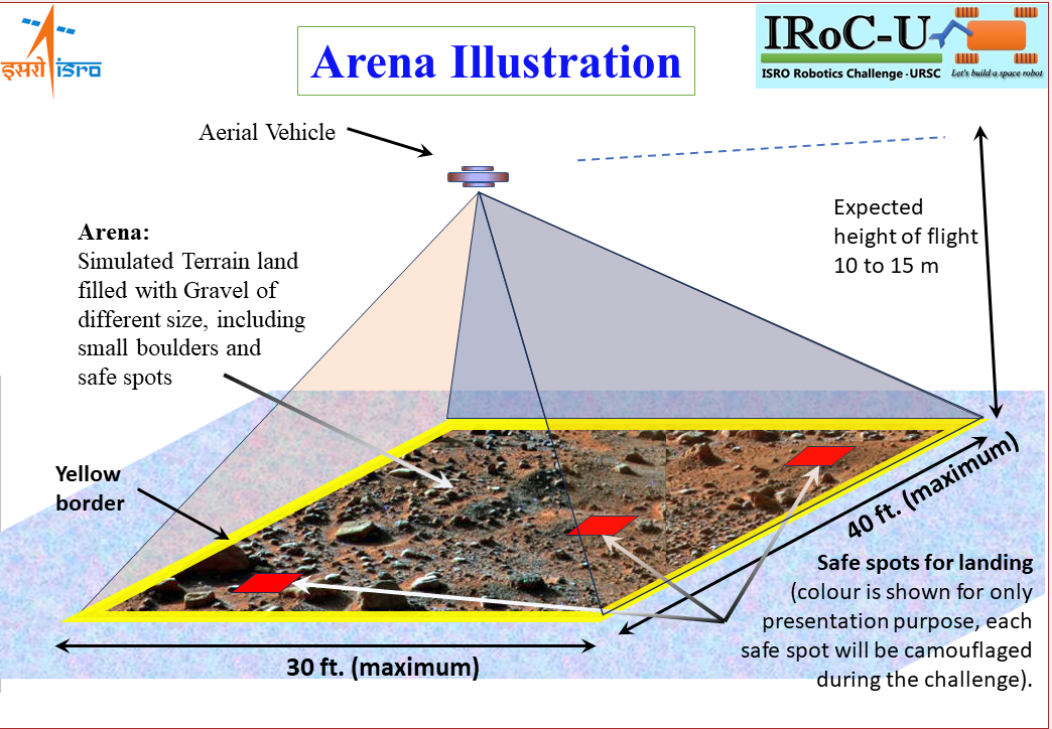 इसरो isro
Arena Illustration
IRoC-U
ISRO Robotics Challenge - URSC
Let's build a space robot
Aerial Vehicle
Expected
height of flight
10 to 15 m
Arena:
Simulated Terrain land
filled with Gravel of
different size, including
small boulders and
safe spots
Yellow
border
40 ft. (maximum)
Safe spots for landing
(colour is shown for only
presentation purpose, each
safe spot will be camouflaged
during the challenge).
30 ft. (maximum)